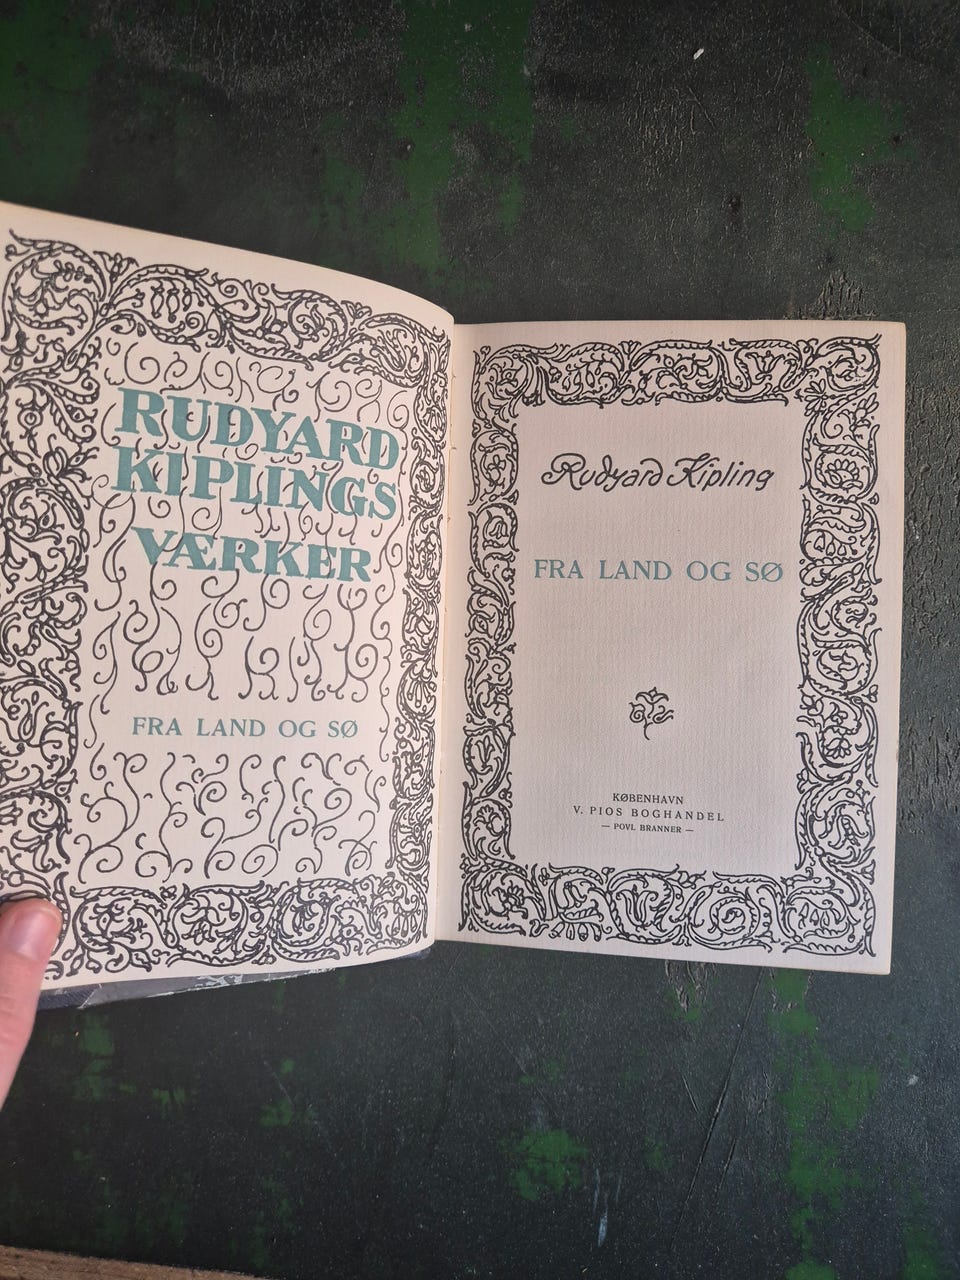 RUDYARD
KIPLINGS
VÆRKER
FRA LAND OG SØ
Rudyard Kipling
FRA LAND OG SØ
KØBENHAVN
V. PIOS BOGHANDEL
— POVL BRANNER —